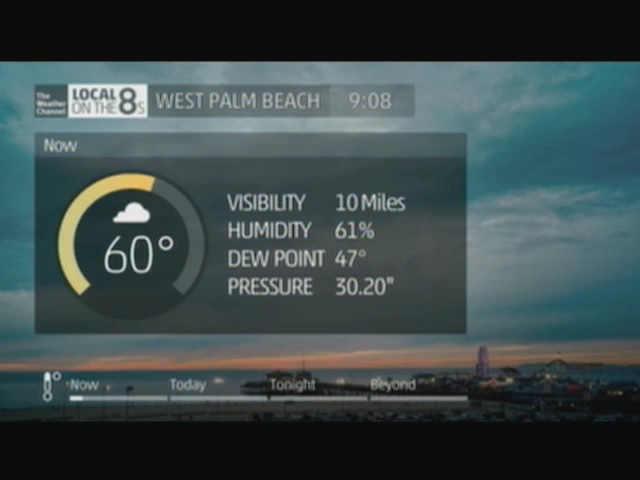 The Weather Channel
LOCAL ON THE 8s
WEST PALM BEACH 9:08
Now
60°
VISIBILITY 10 Miles
HUMIDITY 61%
DEW POINT 47°
PRESSURE 30.20"
Now Today Tonight Beyond